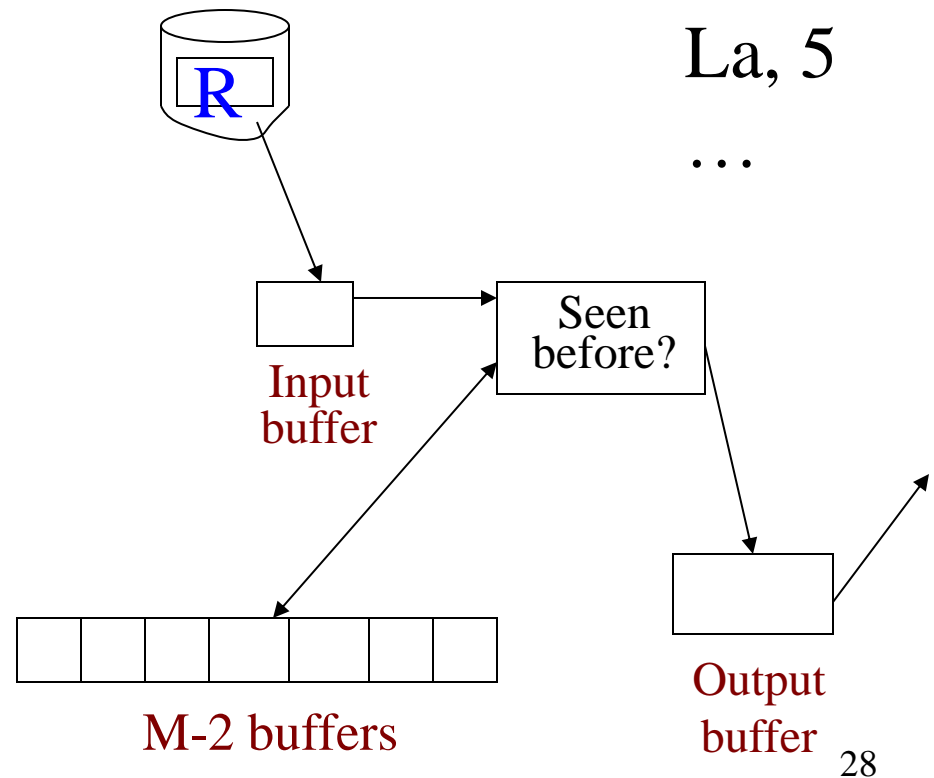 R
La, 5
…
Seen
before?
Input
buffer
M-2 buffers
Output
buffer
28